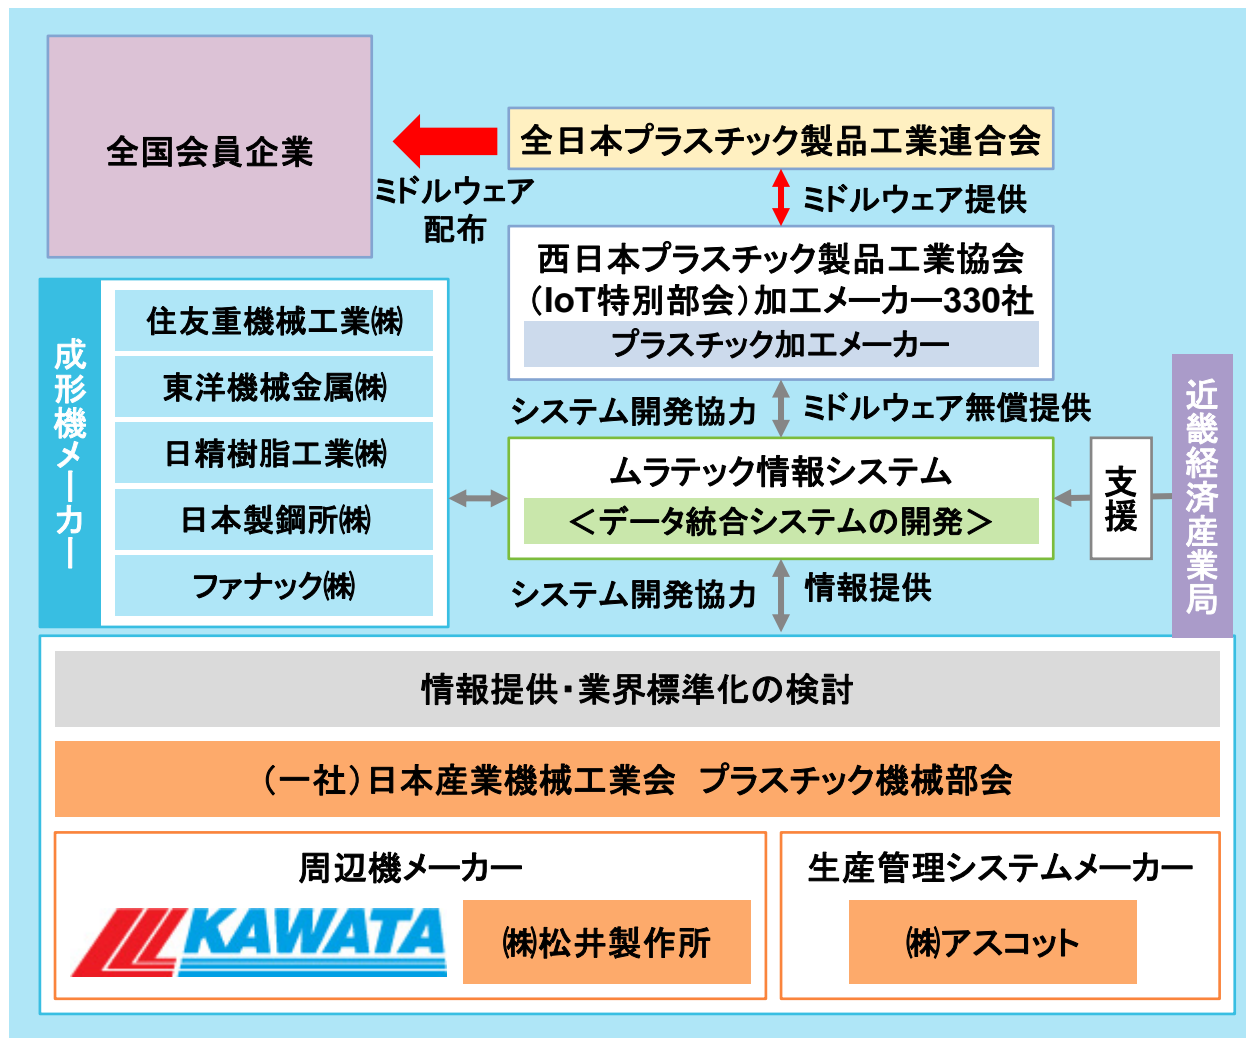 全国会員企業
全日本プラスチック製品工業連合会
ミドルウェア
配布
ミドルウェア提供
西日本プラスチック製品工業協会
（IoT特別部会）加工メーカー330社
プラスチック加工メーカー
成形機メーカー
住友重機械工業㈱
東洋機械金属㈱
日精樹脂工業㈱
日本製鋼所㈱
ファナック㈱
システム開発協力
ミドルウェア無償提供
ムラテック情報システム
＜データ統合システムの開発＞
支援
近畿経済産業局
システム開発協力
情報提供
情報提供・業界標準化の検討
（一社）日本産業機械工業会　プラスチック機械部会
周辺機メーカー
KAWATA
㈱松井製作所
生産管理システムメーカー
㈱アスコット